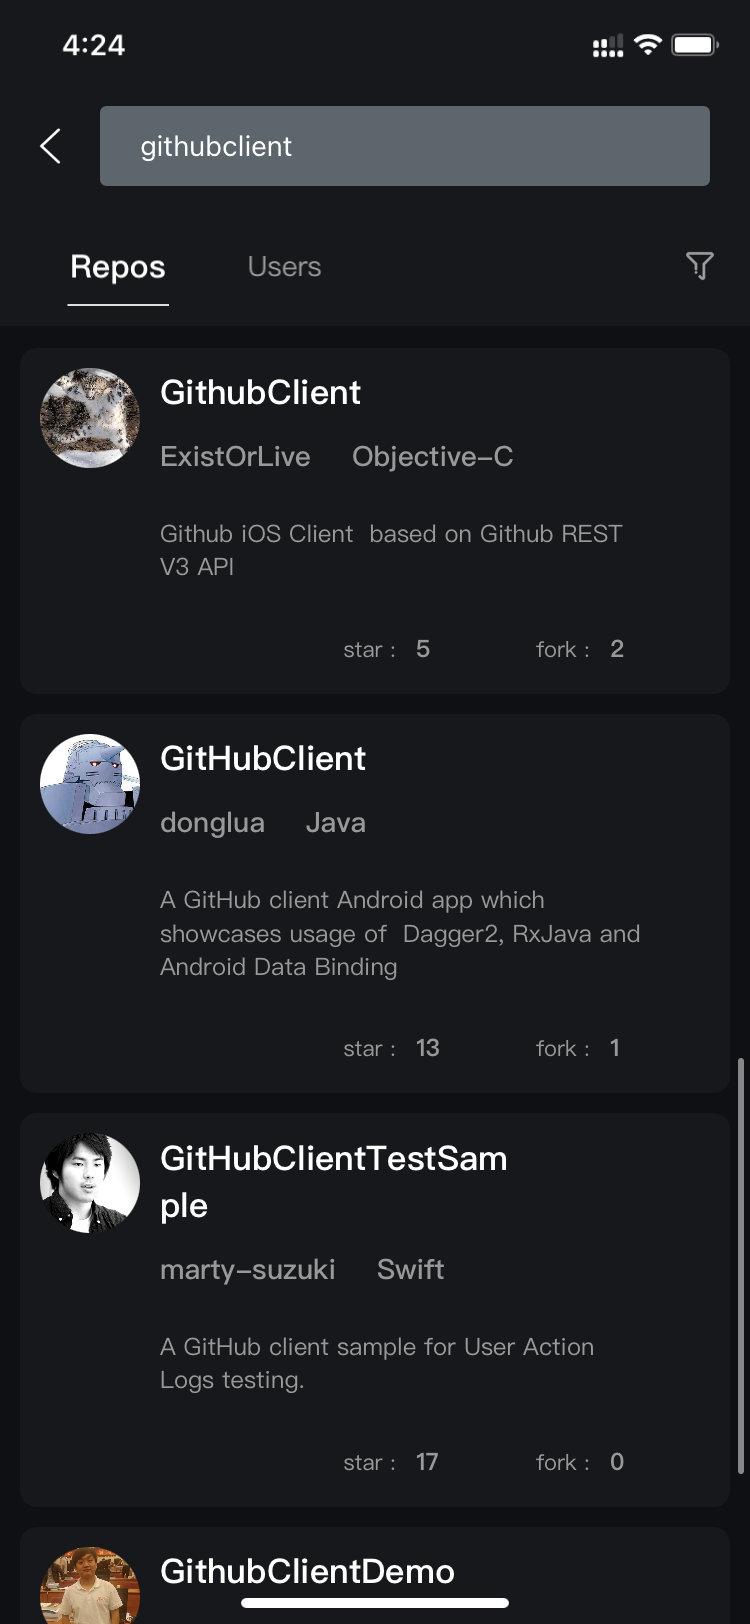 4:24
githubclient
Repos Users
GithubClient
ExistOrLive Objective-C
Github iOS Client  based on Github REST
V3 API
star : 5 fork : 2
GitHubClient
donglua Java
A GitHub client Android app which
showcases usage of  Dagger2, RxJava and
Android Data Binding
star : 13 fork : 1
GitHubClientTestSam
ple
marty-suzuki Swift
A GitHub client sample for User Action
Logs testing.
star : 17 fork : 0
GithubClientDemo